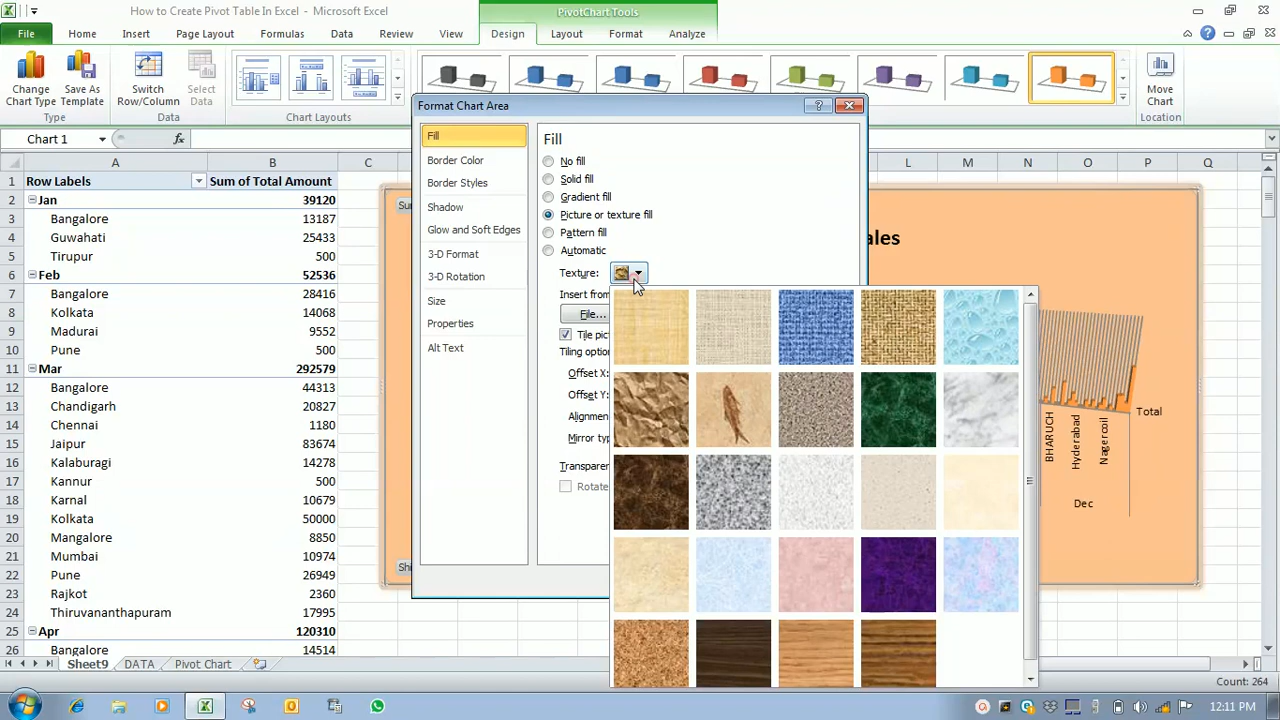 How to Create Pivot Table In Excel - Microsoft Excel
PivotChart Tools
File Home Insert Page Layout Formulas Data Review View Design Layout Format Analyze
Change Chart Type
Save As Template
Switch Row/Column
Select Data
Move Chart
Type Data Chart Layouts Location
Format Chart Area
Chart 1 fx
Fill
Border Color
Border Styles
Shadow
Glow and Soft Edges
3-D Format
3-D Rotation
Size
Properties
Alt Text
Fill
No fill
Solid fill
Gradient fill
Picture or texture fill
Pattern fill
Automatic
Texture:
Insert from
File...
Tile pic
Tiling optio
Offset X:
Offset Y:
Alignmen
Mirror typ
Transparen
Rotate
A B C L M N O P Q
1 Row Labels Sum of Total Amount
2 Jan 39120
3 Bangalore 13187
4 Guwahati 25433
5 Tirupur 500
6 Feb 52536
7 Bangalore 28416
8 Kolkata 14068
9 Madurai 9552
10 Pune 500
11 Mar 292579
12 Bangalore 44313
13 Chandigarh 20827
14 Chennai 1180
15 Jaipur 83674
16 Kalaburagi 14278
17 Kannur 500
18 Karnal 10679
19 Kolkata 50000
20 Mangalore 8850
21 Mumbai 10974
22 Pune 26949
23 Rajkot 2360
24 Thiruvananthapuram 17995
25 Apr 120310
26 Bangalore 14514
Su
ales
Total
BHARUCH
Hyderabad
Nagercoil
Dec
Sh
Sheet9 DATA Pivot Chart
Count: 264
12:11 PM